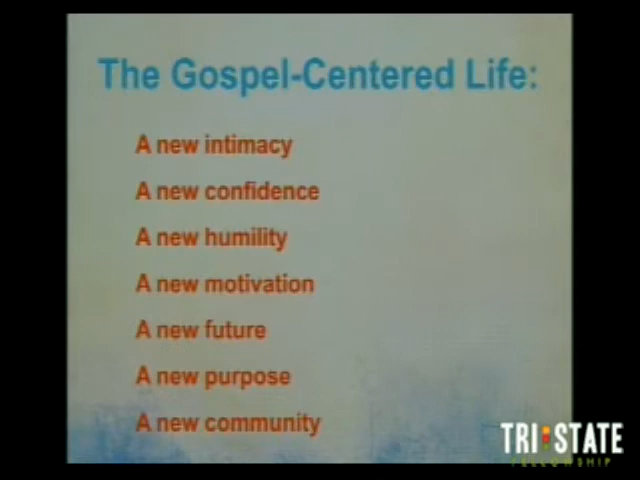 The Gospel-Centered Life:
A new intimacy
A new confidence
A new humility
A new motivation
A new future
A new purpose
A new community
TRI STATE
FELLOWSHIP